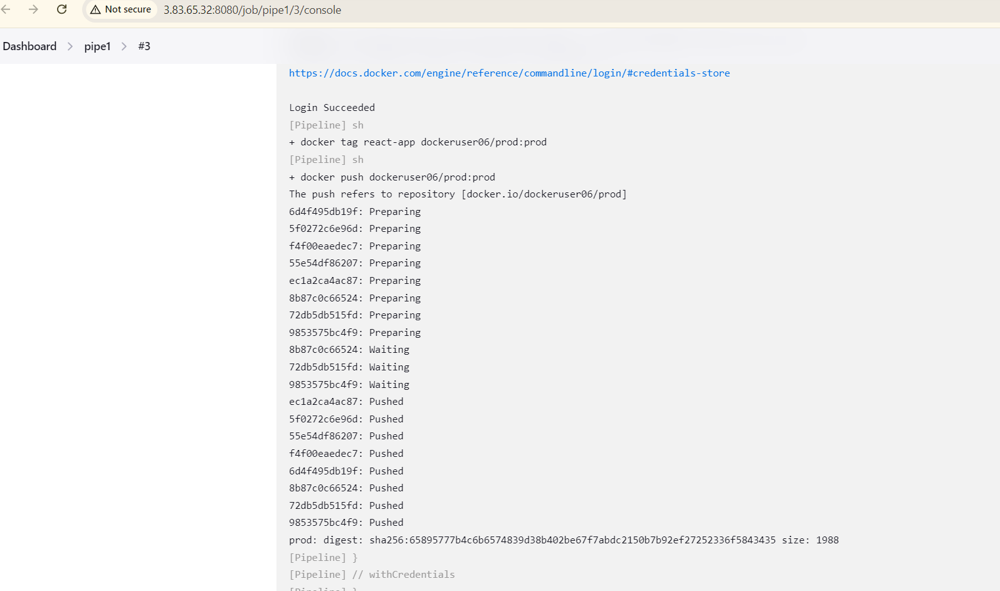 Not secure 3.83.65.32:8080/job/pipe1/3/console
Dashboard > pipe1 > #3
https://docs.docker.com/engine/reference/commandline/login/#credentials-store
Login Succeeded
[Pipeline] sh
+ docker tag react-app dockeruser06/prod:prod
[Pipeline] sh
+ docker push dockeruser06/prod:prod
The push refers to repository [docker.io/dockeruser06/prod]
6d4f495db19f: Preparing
5f0272c6e96d: Preparing
f4f00eaedec7: Preparing
55e54df86207: Preparing
ec1a2ca4ac87: Preparing
8b87c0c66524: Preparing
72db5db515fd: Preparing
9853575bc4f9: Preparing
8b87c0c66524: Waiting
72db5db515fd: Waiting
9853575bc4f9: Waiting
ec1a2ca4ac87: Pushed
5f0272c6e96d: Pushed
55e54df86207: Pushed
f4f00eaedec7: Pushed
6d4f495db19f: Pushed
8b87c0c66524: Pushed
72db5db515fd: Pushed
9853575bc4f9: Pushed
prod: digest: sha256:65895777b4c6b6574839d38b402be67f7abdc2150b7b92ef27252336f5843435 size: 1988
[Pipeline] }
[Pipeline] // withCredentials
[Pipeline] }